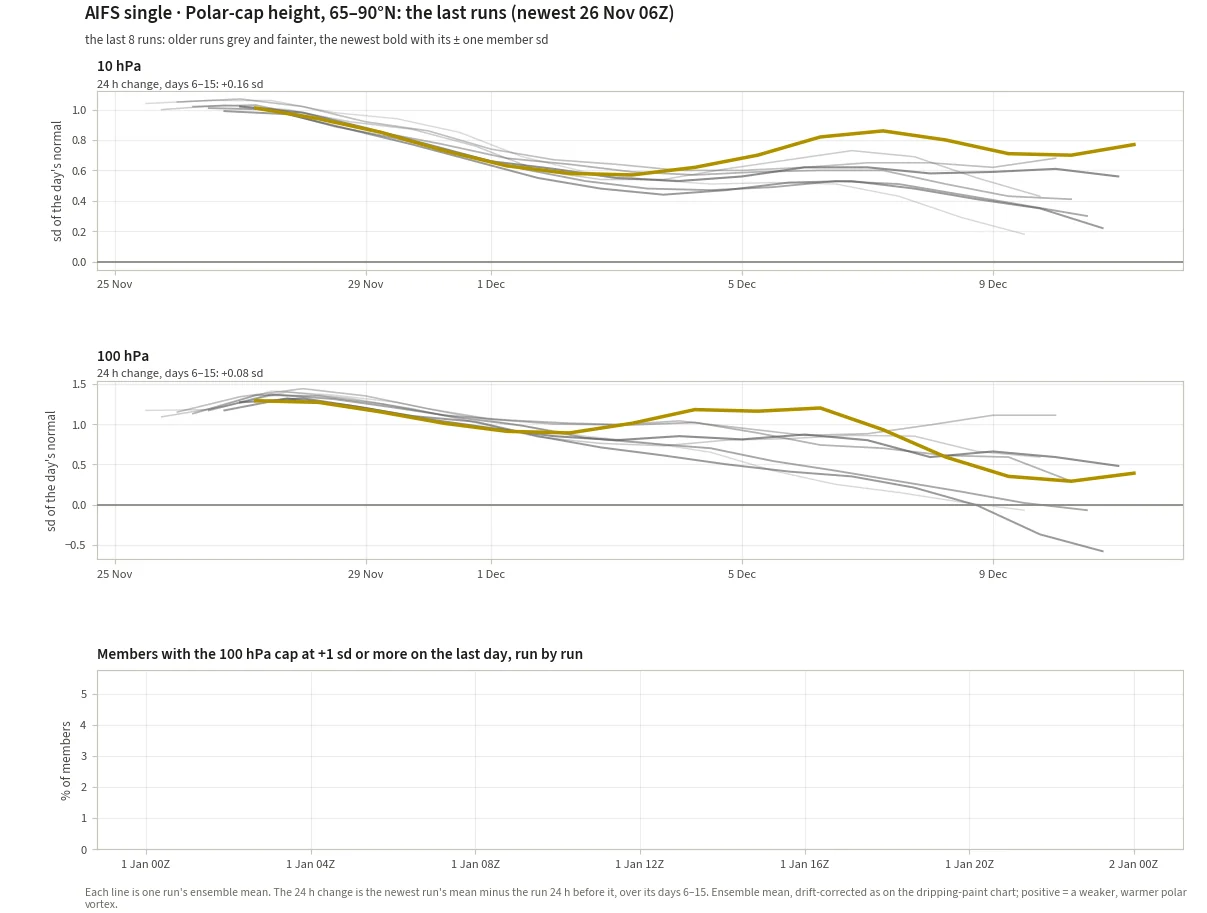 AIFS single · Polar-cap height, 65–90°N: the last runs (newest 26 Nov 06Z)
the last 8 runs: older runs grey and fainter, the newest bold with its ± one member sd
10 hPa
24 h change, days 6–15: +0.16 sd
sd of the day's normal
1.0
0.8
0.6
0.4
0.2
0.0
25 Nov
29 Nov
1 Dec
5 Dec
9 Dec
100 hPa
24 h change, days 6–15: +0.08 sd
sd of the day's normal
1.5
1.0
0.5
0.0
−0.5
25 Nov
29 Nov
1 Dec
5 Dec
9 Dec
Members with the 100 hPa cap at +1 sd or more on the last day, run by run
% of members
5
4
3
2
1
0
1 Jan 00Z
1 Jan 04Z
1 Jan 08Z
1 Jan 12Z
1 Jan 16Z
1 Jan 20Z
2 Jan 00Z
Each line is one run's ensemble mean. The 24 h change is the newest run's mean minus the run 24 h before it, over its days 6–15. Ensemble mean, drift-corrected as on the dripping-paint chart; positive = a weaker, warmer polar
vortex.